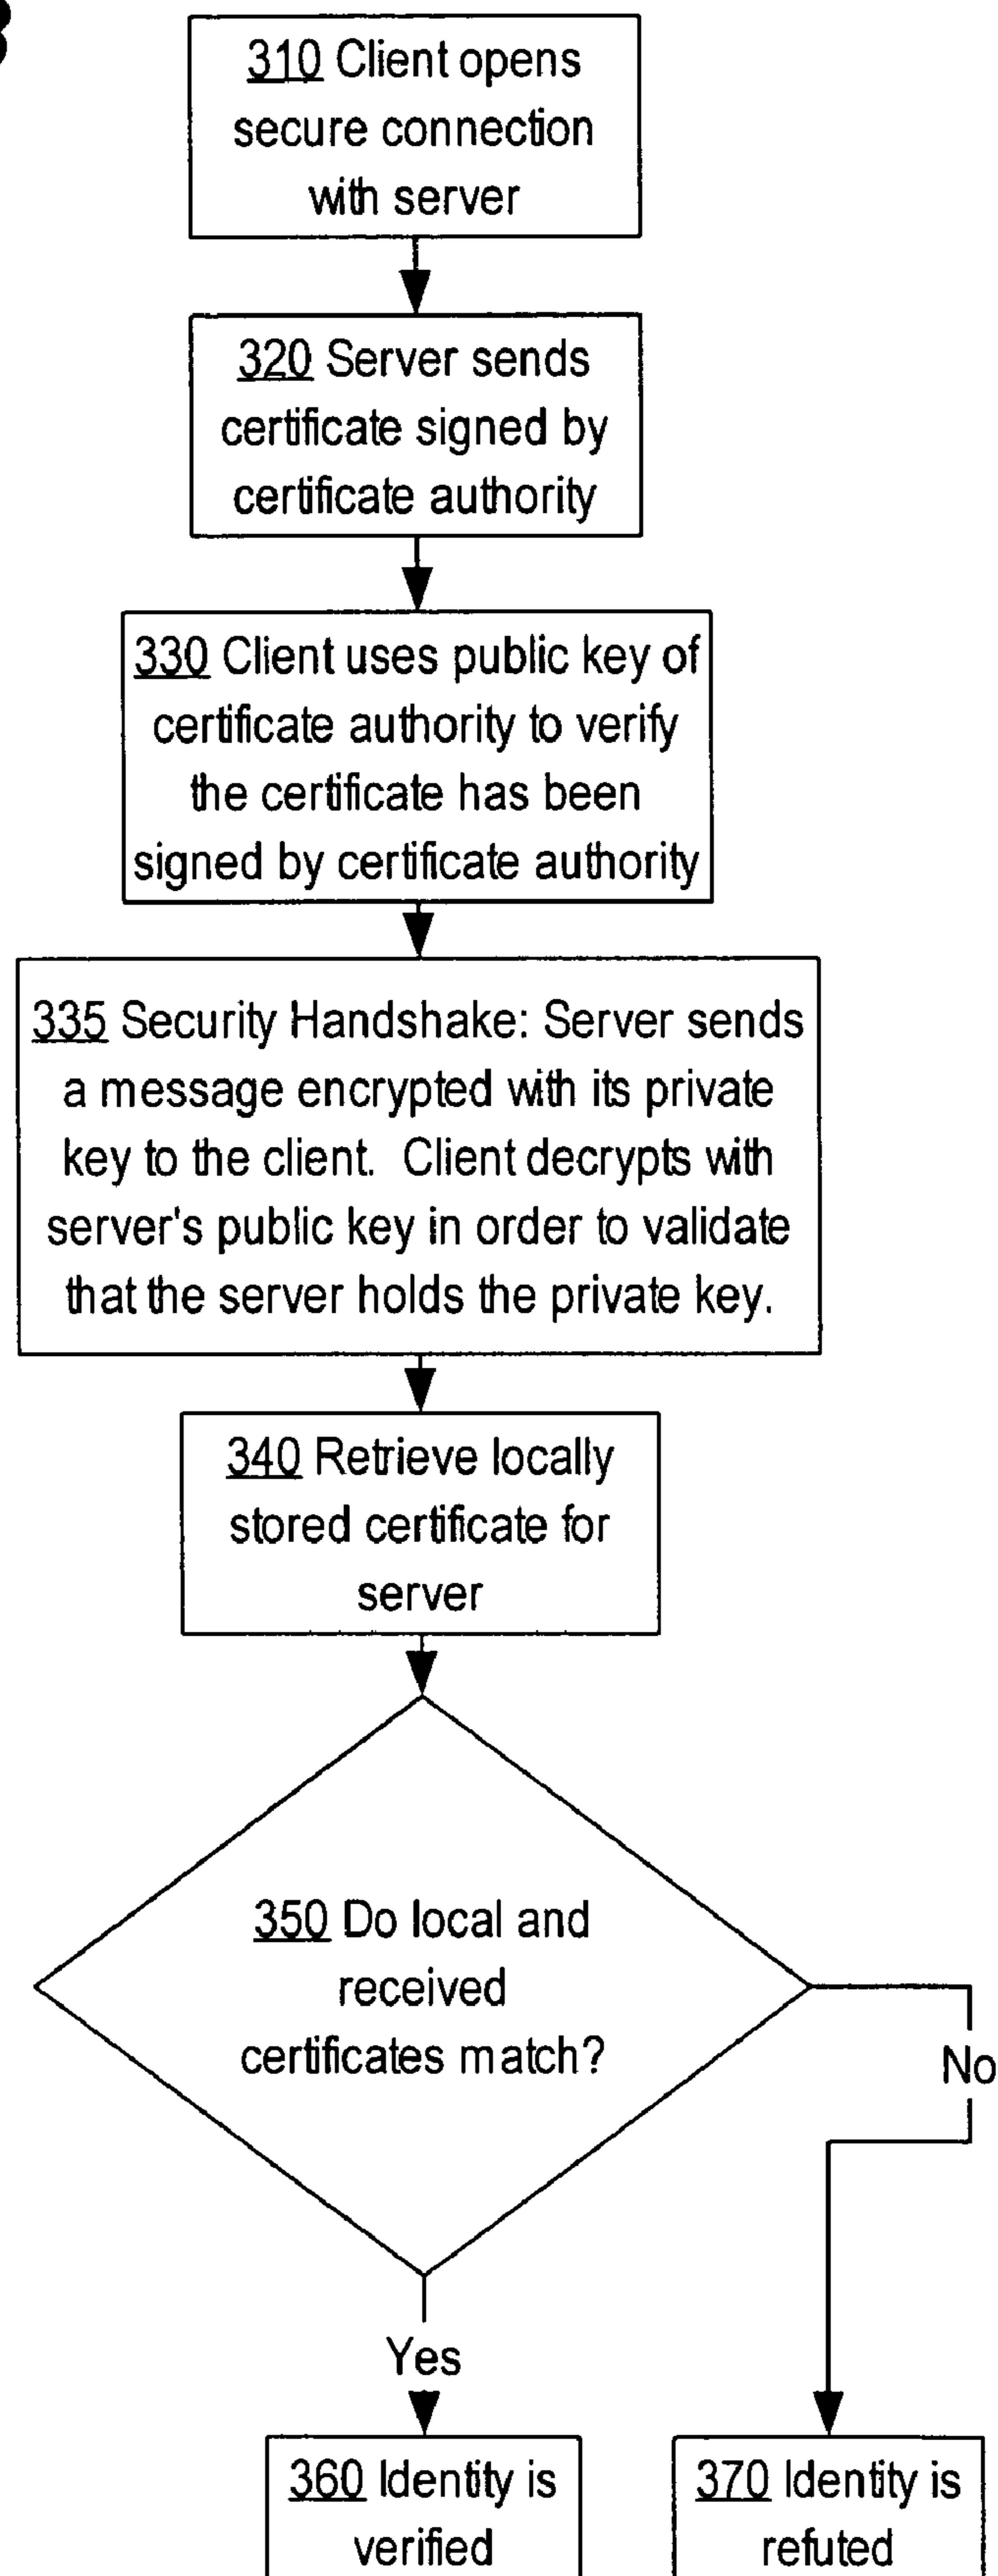 310 Client opens
secure connection
with server
320 Server sends
certificate signed by
certificate authority
330 Client uses public key of
certificate authority to verify
the certificate has been
signed by certificate authority
335 Security Handshake: Server sends
a message encrypted with its private
key to the client. Client decrypts with
server's public key in order to validate
that the server holds the private key.
340 Retrieve locally
stored certificate for
server
350 Do local and
received
certificates match?
No
Yes
360 Identity is
verified
370 Identity is
refuted